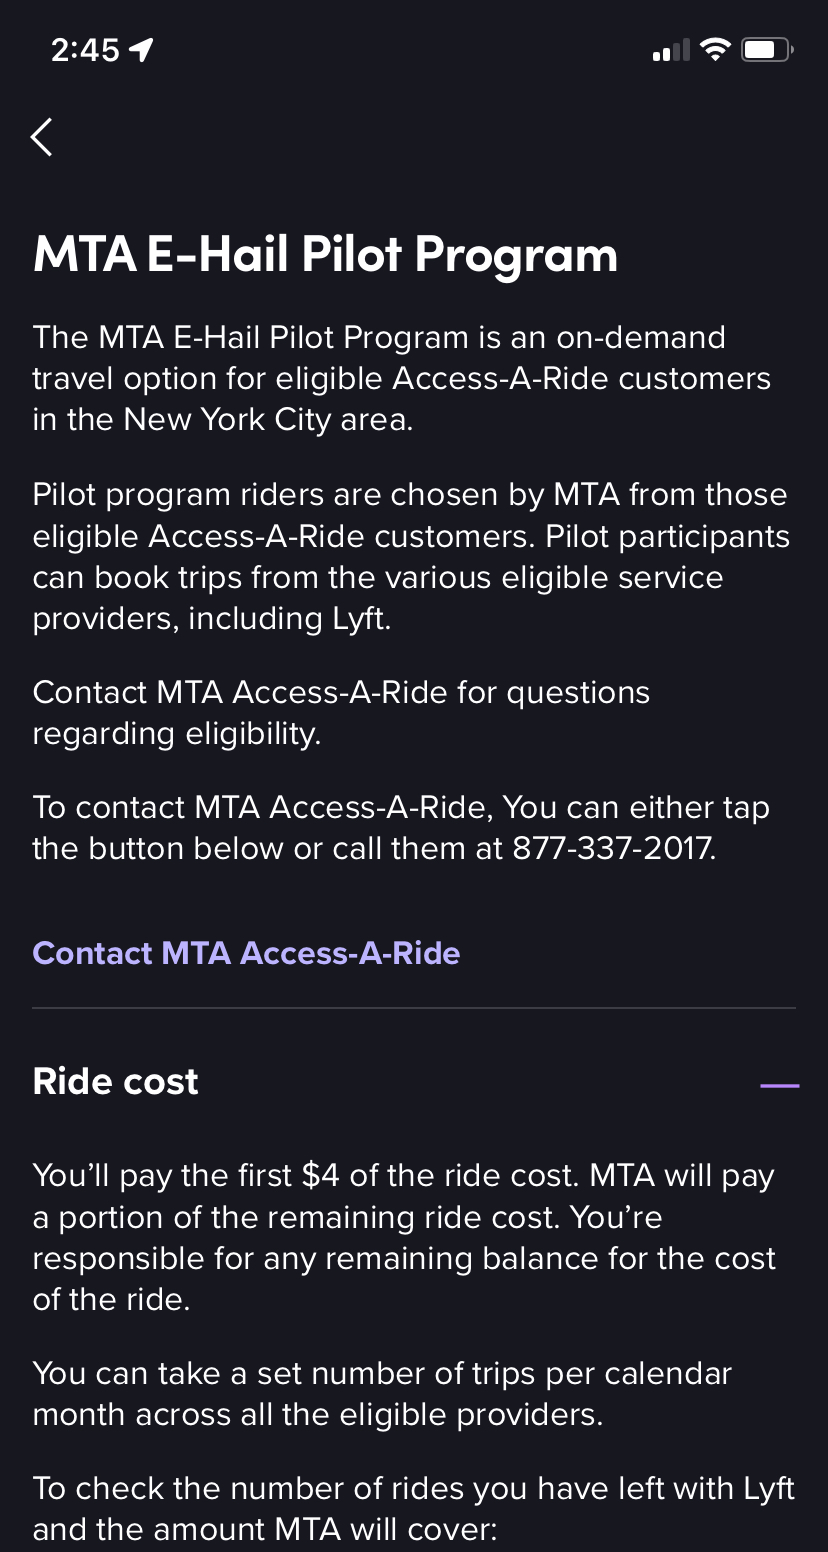 2:45
MTA E-Hail Pilot Program
The MTA E-Hail Pilot Program is an on-demand
travel option for eligible Access-A-Ride customers
in the New York City area.
Pilot program riders are chosen by MTA from those
eligible Access-A-Ride customers. Pilot participants
can book trips from the various eligible service
providers, including Lyft.
Contact MTA Access-A-Ride for questions
regarding eligibility.
To contact MTA Access-A-Ride, You can either tap
the button below or call them at 877-337-2017.
Contact MTA Access-A-Ride
Ride cost
You’ll pay the first $4 of the ride cost. MTA will pay
a portion of the remaining ride cost. You’re
responsible for any remaining balance for the cost
of the ride.
You can take a set number of trips per calendar
month across all the eligible providers.
To check the number of rides you have left with Lyft
and the amount MTA will cover: